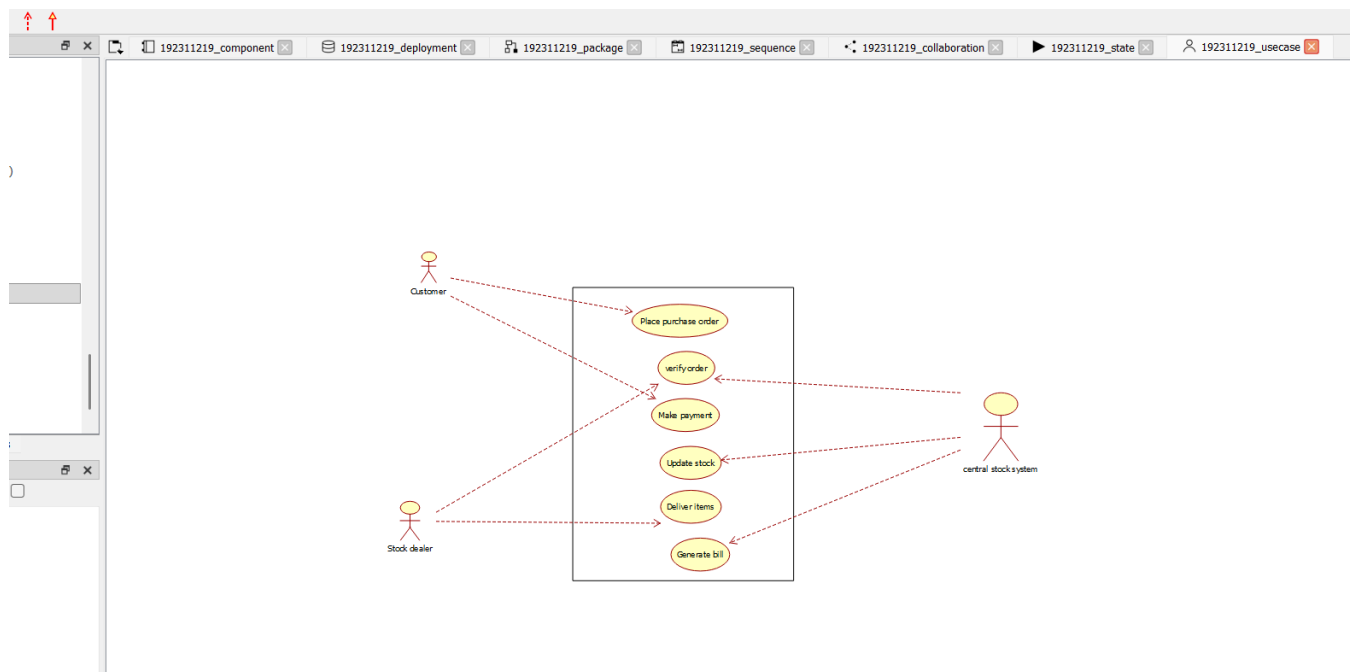 192311219_component
192311219_deployment
192311219_package
192311219_sequence
192311219_collaboration
192311219_state
192311219_usecase
)
Customer
Place purchase order
verify order
Make payment
Update stock
central stock system
Deliver items
Stock dealer
Generate bill